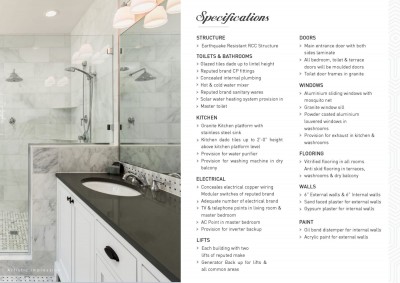 Specifications
STRUCTURE
> Earthquake Resistant RCC Structure
TOILETS & BATHROOMS
> Glazed tiles dado up to lintel height
> Reputed brand CP fittings
> Concealed internal plumbing
> Hot & cold water mixer
> Reputed brand sanitary wares
> Solar water heating system provision in
> Master toilet
KITCHEN
> Granite Kitchen platform with
stainless steel sink
> Kitchen dado tiles up to 2'-0" height
above kitchen platform level
> Provision for water purifier
> Provision for washing machine in dry
balcony
ELECTRICAL
> Concealed electrical copper wiring
Modular switches of reputed brand
> Adequate number of electrical brand
> TV & telephone points in living room &
master bedroom
> AC Point in master bedroom
> Provision for inverter backup
LIFTS
> Each building with two
lifts of reputed make
> Generator Back up for lifts &
all common areas
DOORS
> Main entrance door with both
sides laminate
> All bedroom, toilet & terrace
doors will be moulded doors
> Toilet door frames in granite
WINDOWS
> Aluminum sliding windows with
mosquito net
> Granite window sill
> Powder coated aluminium
louvered windows in
washrooms
> Provision for exhaust in kitchen &
washrooms
FLOORING
> Vitrified flooring in all rooms
Anti skid flooring in terraces,
> washrooms & dry balcony
WALLS
> 6" External walls & 4" internal walls
> Sand faced plaster for external walls
> Gypsum plaster for internal walls
PAINT
> Oil bond distemper for internal walls
> Acrylic paint for external walls
Artistic Impression